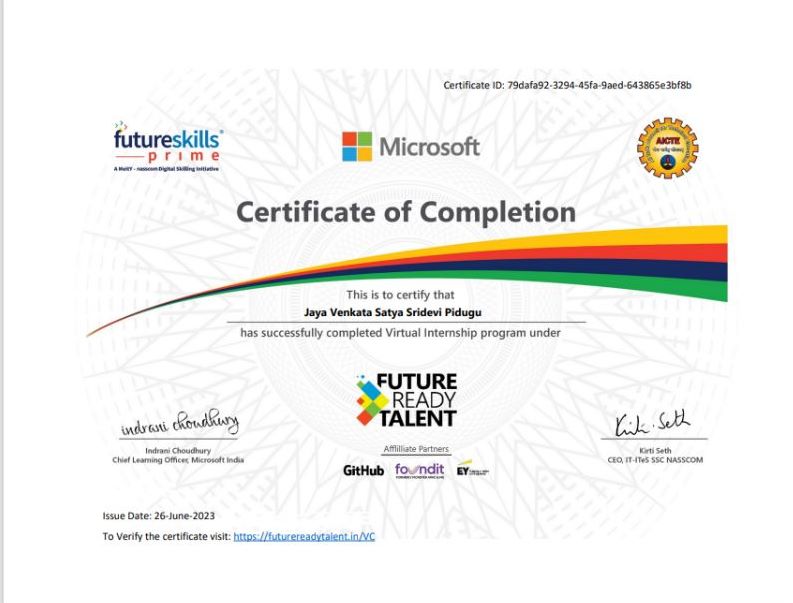 Certificate ID: 79dafa92-3294-45fa-9aed-643865e3bf8b
futureskills
prime
A MeitY - nasscom Digital Skilling Initiative
Microsoft
AICTE
Certificate of Completion
This is to certify that
Jaya Venkata Satya Sridevi Pidugu
has successfully completed Virtual Internship program under
FUTURE
READY
TALENT
indrani choudhury
Kirti Seth
Indrani Choudhury
Chief Learning Officer, Microsoft India
Kirti Seth
CEO, IT-ITeS SSC NASSCOM
Affilliate Partners
GitHub foundit EY
Issue Date: 26-June-2023
To Verify the certificate visit: https://futurereadytalent.in/VC